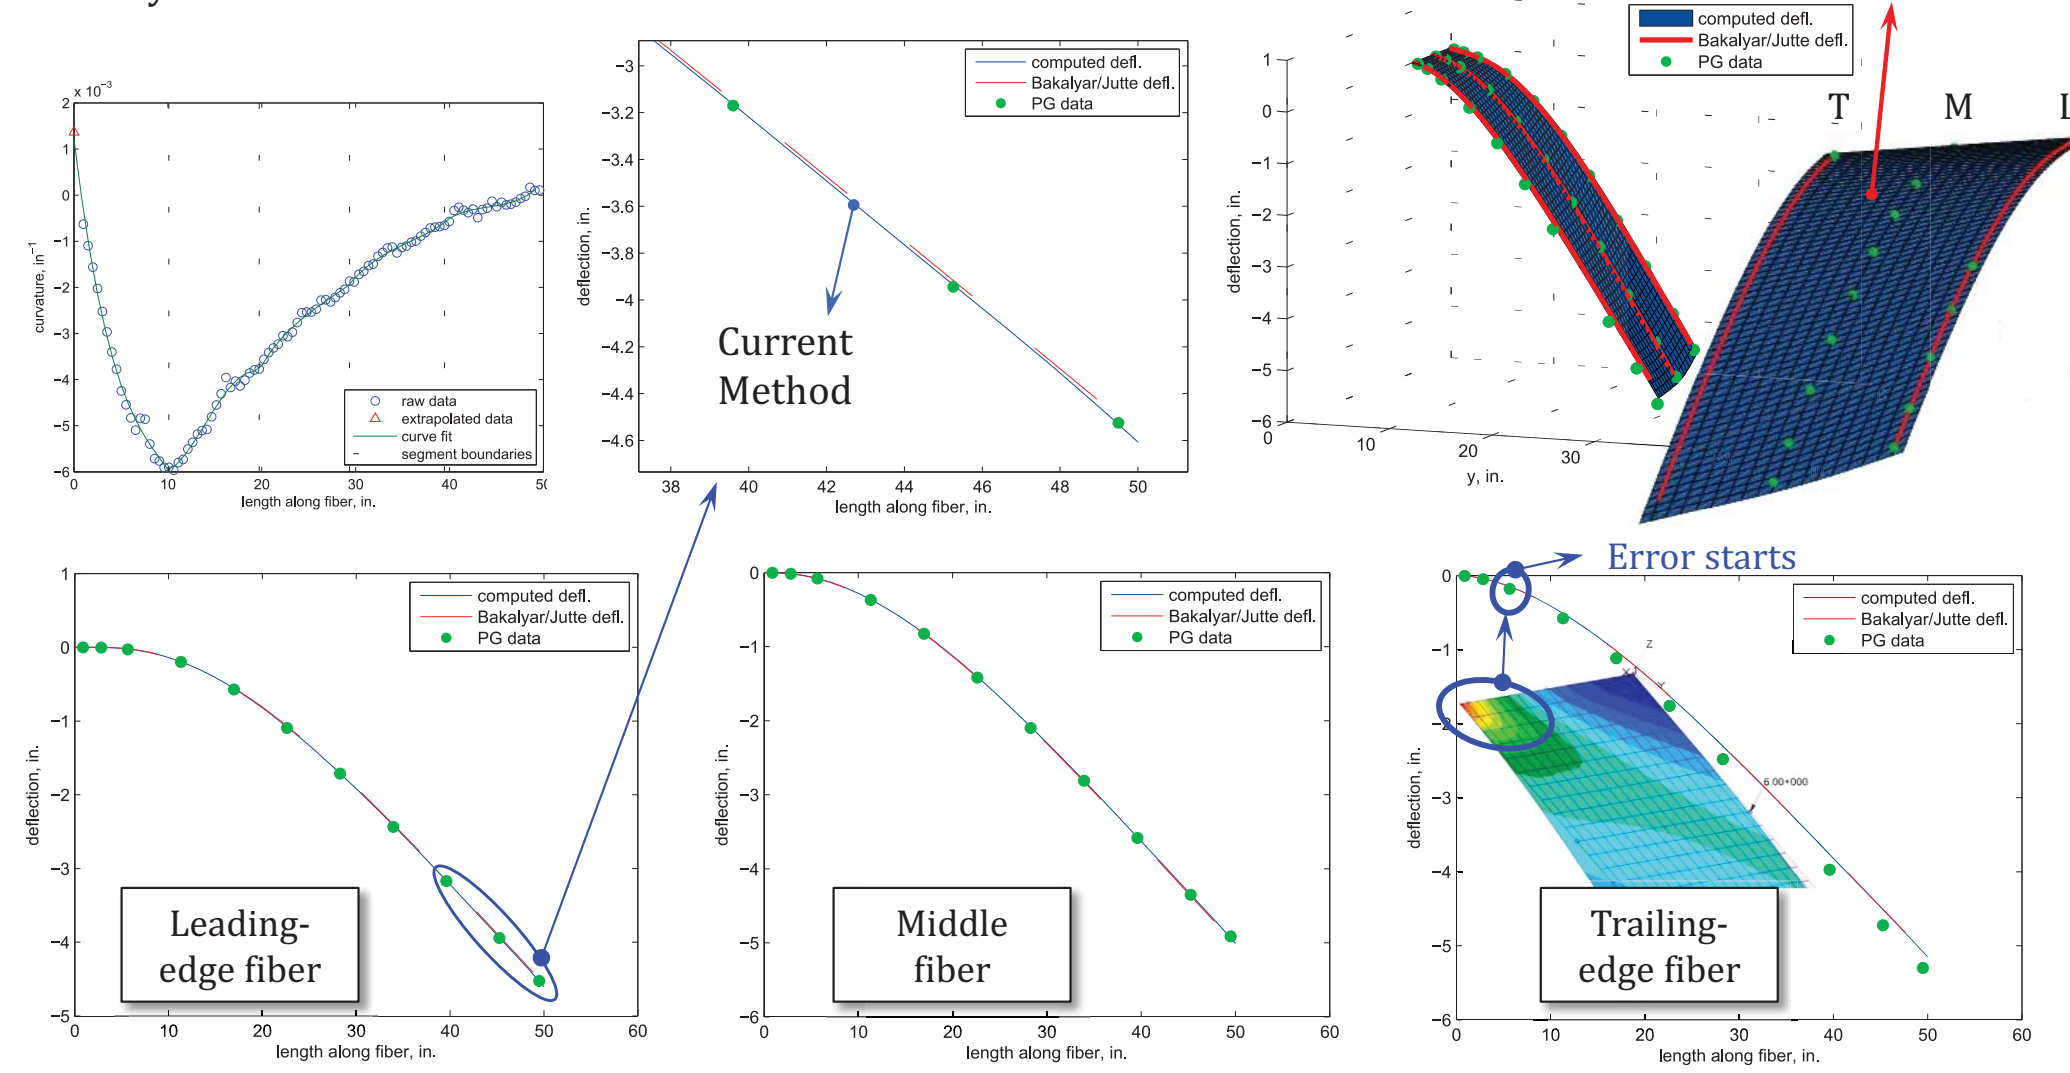 y
× 10⁻³
2
1
0
−1
−2
−3
−4
−5
−6
0
10
20
30
40
curvature, in⁻¹
length along fiber, in.
raw data
extrapolated data
curve fit
segment boundaries
−3
−3.2
−3.4
−3.6
−3.8
−4
−4.2
−4.4
−4.6
38
40
42
44
46
48
50
deflection, in.
length along fiber, in.
computed defl.
Bakalyar/Jutte defl.
PG data
Current
Method
computed defl.
Bakalyar/Jutte defl.
PG data
T
M
1
0
−1
−2
−3
−4
−5
−6
0
10
20
30
deflection, in.
y, in.
1
0
−1
−2
−3
−4
−5
0
10
20
30
40
50
60
deflection, in.
length along fiber, in.
computed defl.
Bakalyar/Jutte defl.
PG data
Leading-
edge fiber
0
−1
−2
−3
−4
−5
−6
0
10
20
30
40
50
60
deflection, in.
length along fiber, in.
computed defl.
Bakalyar/Jutte defl.
PG data
Middle
fiber
Error starts
0
−1
−2
−3
−4
−5
−6
0
10
20
30
40
50
60
deflection, in.
length along fiber, in.
computed defl.
Bakalyar/Jutte defl.
PG data
Z
X
Y
6.00+000
Trailing-
edge fiber